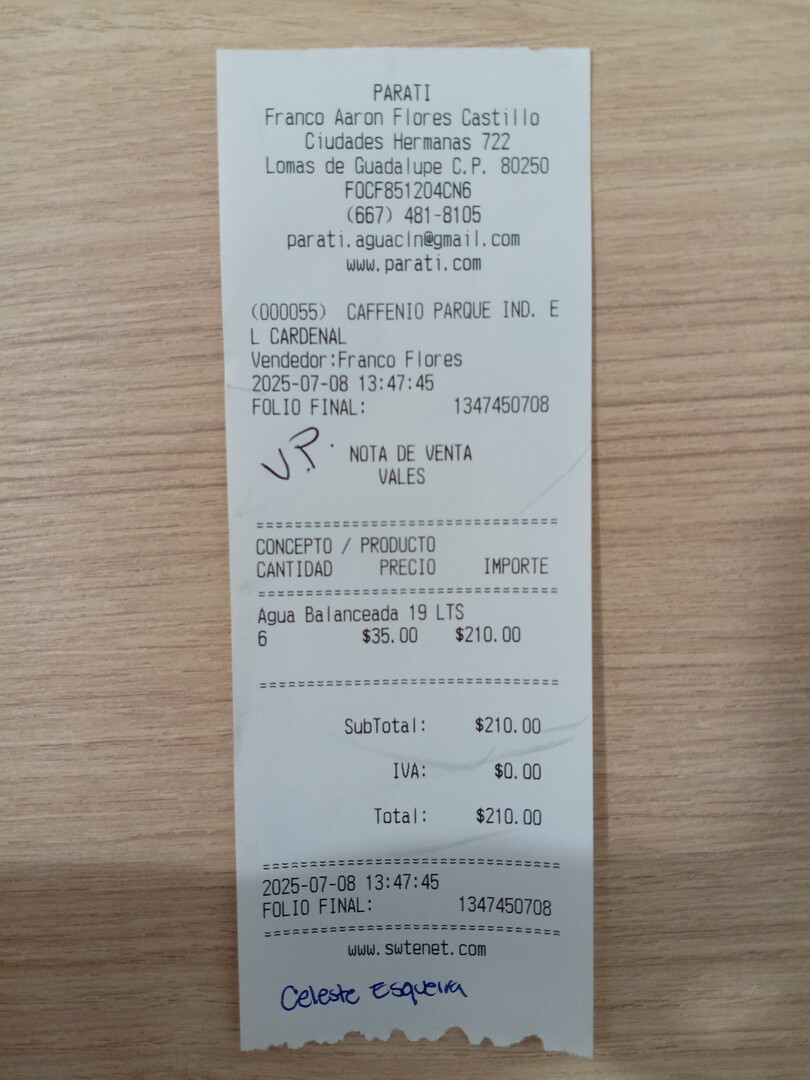 PARATI
Franco Aaron Flores Castillo
Ciudades Hermanas 722
Lomas de Guadalupe C.P. 80250
FOCF851204CN6
(667) 481-8105
parati.aguacln@gmail.com
www.parati.com
(000055) CAFFENIO PARQUE IND. E
L CARDENAL
Vendedor:Franco Flores
2025-07-08 13:47:45
FOLIO FINAL: 1347450708
V.P.
NOTA DE VENTA
VALES
================================
CONCEPTO / PRODUCTO
CANTIDAD PRECIO IMPORTE
================================
Agua Balanceada 19 LTS
6 $35.00 $210.00
================================
SubTotal: $210.00
IVA: $0.00
Total: $210.00
================================
2025-07-08 13:47:45
FOLIO FINAL: 1347450708
================================
www.swtenet.com
Celeste Esqueira